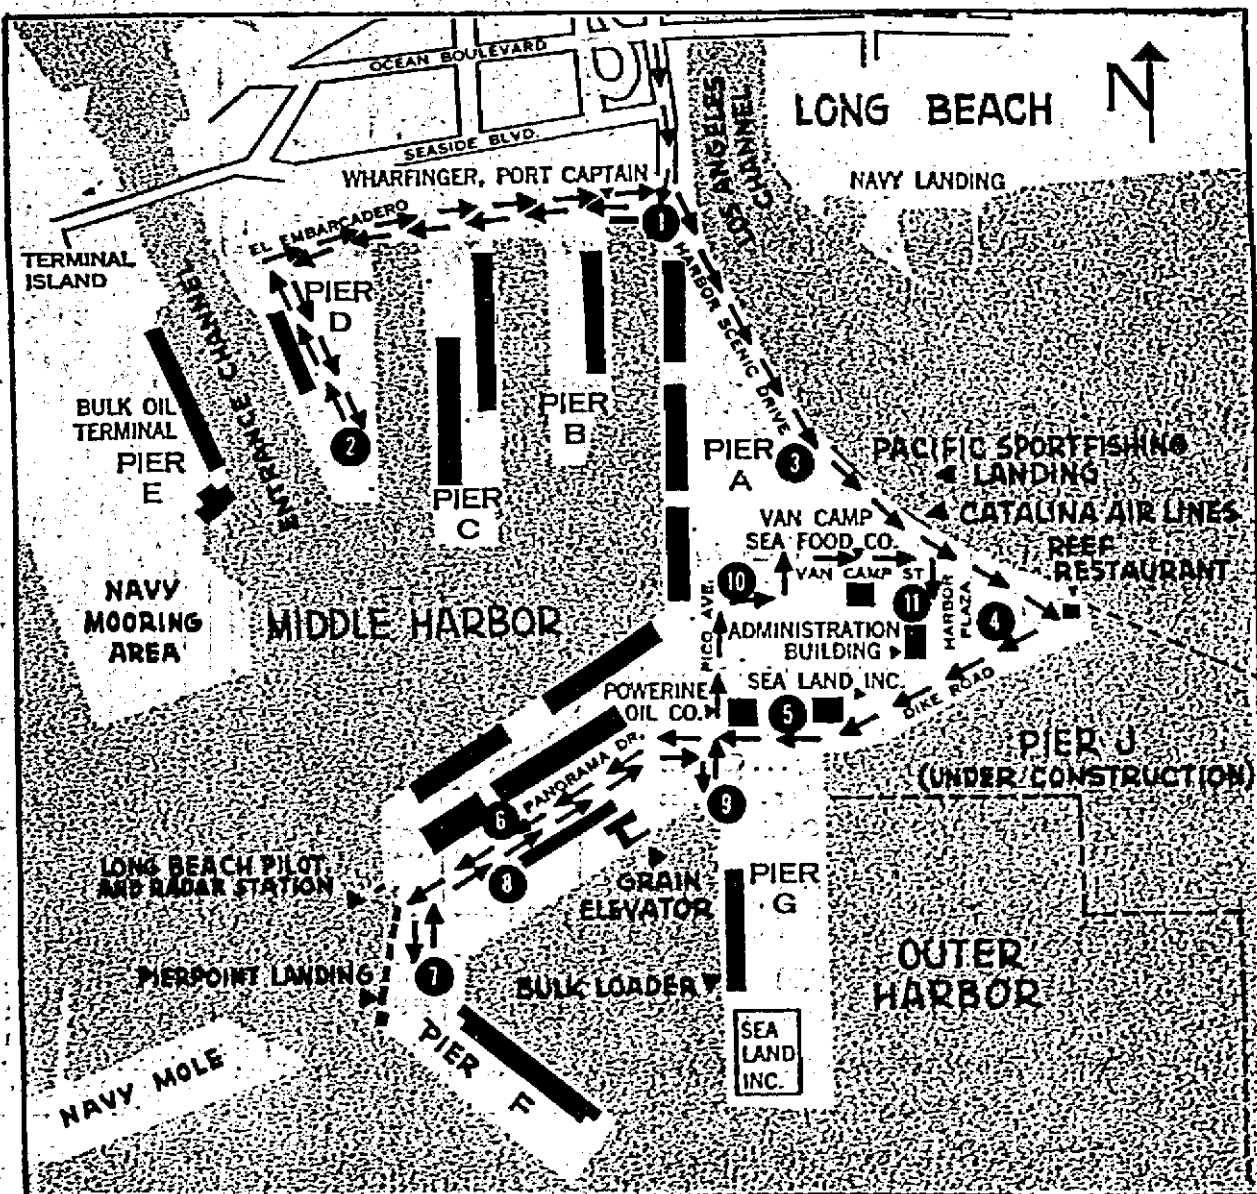 OCEAN BOULEVARD
LOS ANGELES
CHANNEL
LONG BEACH
N
SEASIDE BLVD.
WHARFINGER, PORT CAPTAIN
NAVY LANDING
1
EL EMBARCADERO
TERMINAL
ISLAND
ENTRANCE CHANNEL
HARBOR SCENIC DRIVE
PIER
D
BULK OIL
TERMINAL
PIER
E
2
PIER
B
PIER
C
PIER
A
3
PACIFIC SPORTFISHING
LANDING
CATALINA AIR LINES
REEF
RESTAURANT
VAN CAMP
SEA FOOD CO.
VAN CAMP ST.
10
11
HARBOR
PLAZA
4
PICO AVE.
NAVY
MOORING
AREA
MIDDLE HARBOR
ADMINISTRATION
BUILDING
SEA LAND INC.
POWERINE
OIL CO.
5
DIKE ROAD
PANORAMA DR.
PIER J
(UNDER CONSTRUCTION)
6
9
LONG BEACH PILOT
AND RADAR STATION
8
GRAIN
ELEVATOR
PIER
G
PIERPOINT LANDING
7
BULK LOADER
OUTER
HARBOR
PIER
F
SEA
LAND
INC.
NAVY MOLE